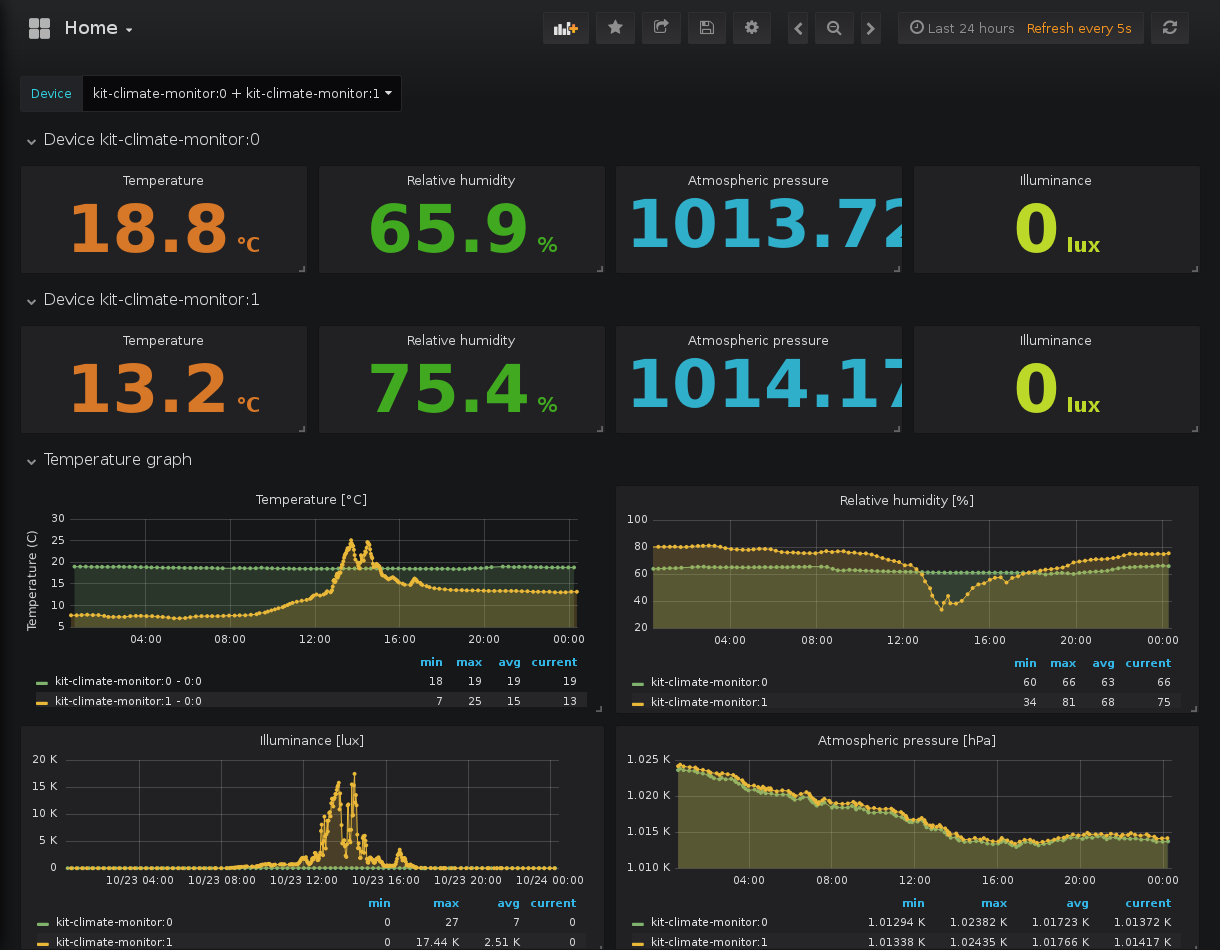 Home
Last 24 hours Refresh every 5s
Device kit-climate-monitor:0 + kit-climate-monitor:1
Device kit-climate-monitor:0
Temperature Relative humidity Atmospheric pressure Illuminance
18.8 °C 65.9 % 1013.72 0 lux
Device kit-climate-monitor:1
Temperature Relative humidity Atmospheric pressure Illuminance
13.2 °C 75.4 % 1014.17 0 lux
Temperature graph
Temperature [°C]
Temperature (C)
30
25
20
15
10
5
04:00 08:00 12:00 16:00 20:00 00:00
min max avg current
kit-climate-monitor:0 - 0:0 18 19 19 19
kit-climate-monitor:1 - 0:0 7 25 15 13
Relative humidity [%]
100
80
60
40
20
04:00 08:00 12:00 16:00 20:00 00:00
min max avg current
kit-climate-monitor:0 60 66 63 66
kit-climate-monitor:1 34 81 68 75
Illuminance [lux]
20 K
15 K
10 K
5 K
0
10/23 04:00 10/23 08:00 10/23 12:00 10/23 16:00 10/23 20:00 10/24 00:00
min max avg current
kit-climate-monitor:0 0 27 7 0
kit-climate-monitor:1 0 17.44 K 2.51 K 0
Atmospheric pressure [hPa]
1.025 K
1.020 K
1.015 K
1.010 K
04:00 08:00 12:00 16:00 20:00 00:00
min max avg current
kit-climate-monitor:0 1.01294 K 1.02382 K 1.01723 K 1.01372 K
kit-climate-monitor:1 1.01338 K 1.02435 K 1.01766 K 1.01417 K